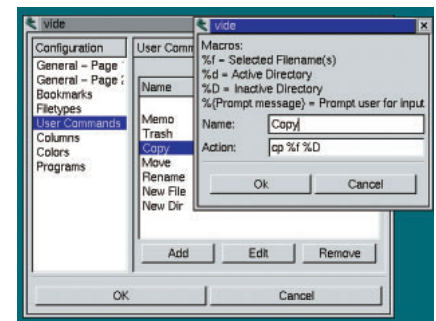 vide
Configuration
General – Page
General – Page
Bookmarks
Filetypes
User Commands
Columns
Colors
Programs
User Comm
Name
Memo
Trash
Copy
Move
Rename
New File
New Dir
Add
Edit
Remove
OK
Cancel
vide
Macros:
%f = Selected Filename(s)
%d = Active Directory
%D = Inactive Directory
%{Prompt message} = Prompt user for input
Name:
Copy
Action:
cp %f %D
Ok
Cancel